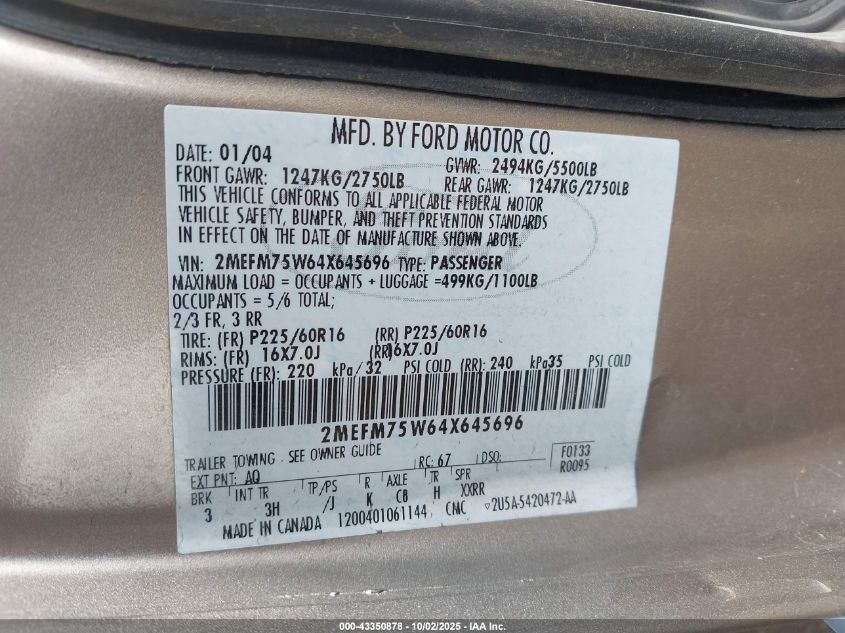 MFD. BY FORD MOTOR CO.
DATE: 01/04 GVWR: 2494KG/5500LB
FRONT GAWR: 1247KG/2750LB REAR GAWR: 1247KG/2750LB
THIS VEHICLE CONFORMS TO ALL APPLICABLE FEDERAL MOTOR
VEHICLE SAFETY, BUMPER, AND THEFT PREVENTION STANDARDS
IN EFFECT ON THE DATE OF MANUFACTURE SHOWN ABOVE.
VIN: 2MEFM75W64X645696 TYPE: PASSENGER
MAXIMUM LOAD = OCCUPANTS + LUGGAGE =499KG/1100LB
OCCUPANTS = 5/6 TOTAL;
2/3 FR, 3 RR
TIRE: (FR) P225/60R16 (RR) P225/60R16
RIMS: (FR) 16X7.0J (RR)16X7.0J
PRESSURE (FR): 220 kPa/32 PSI COLD (RR): 240 kPa35 PSI COLD
2MEFM75W64X645696
TRAILER TOWING - SEE OWNER GUIDE
EXT PNT: AQ RC: 67 DSO: F0133
R0095
BRK INT TR TP/PS R AXLE TR SPR
3 3H /J K C8 H XXRR
MADE IN CANADA 1200401061144 CMC ▽2U5A-5420472-AA
000-43350878 - 10/02/2025 - IAA Inc.